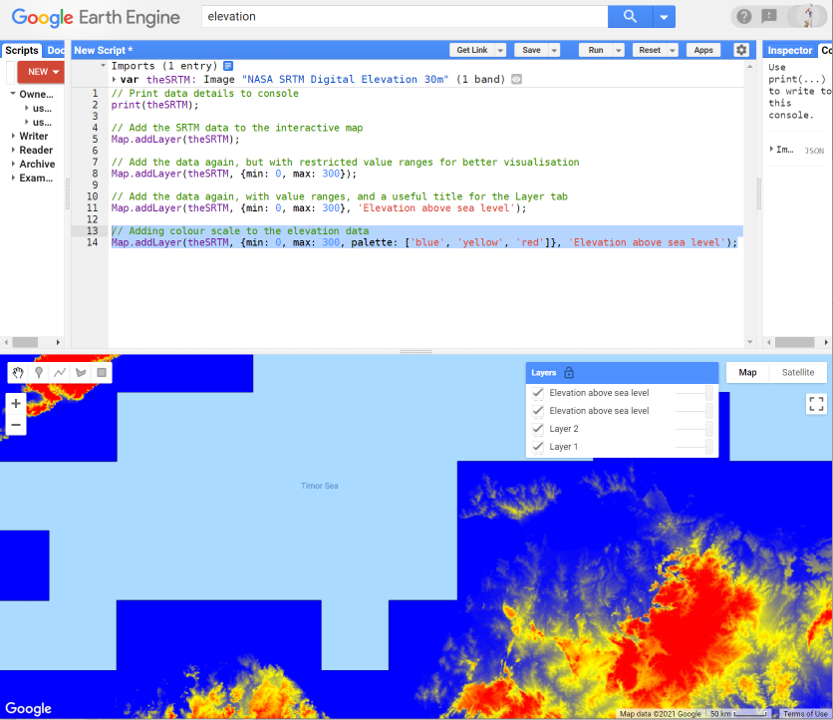 Google Earth Engine
elevation
Scripts Doc
New Script *
Get Link Save Run Reset Apps
Inspector Co
NEW
Owne...
us...
us...
Writer
Reader
Archive
Exam...
Imports (1 entry)
var theSRTM: Image "NASA SRTM Digital Elevation 30m" (1 band)
1 // Print data details to console
2 print(theSRTM);
3
4 // Add the SRTM data to the interactive map
5 Map.addLayer(theSRTM);
6
7 // Add the data again, but with restricted value ranges for better visualisation
8 Map.addLayer(theSRTM, {min: 0, max: 300});
9
10 // Add the data again, with value ranges, and a useful title for the Layer tab
11 Map.addLayer(theSRTM, {min: 0, max: 300}, 'Elevation above sea level');
12
13 // Adding colour scale to the elevation data
14 Map.addLayer(theSRTM, {min: 0, max: 300, palette: ['blue', 'yellow', 'red']}, 'Elevation above sea level');
Use
print(...)
to write to
this
console.
Im... JSON
Layers
Elevation above sea level
Elevation above sea level
Layer 2
Layer 1
Map Satellite
+
−
Timor Sea
Google
Map data ©2021 Google 50 km Terms of Use